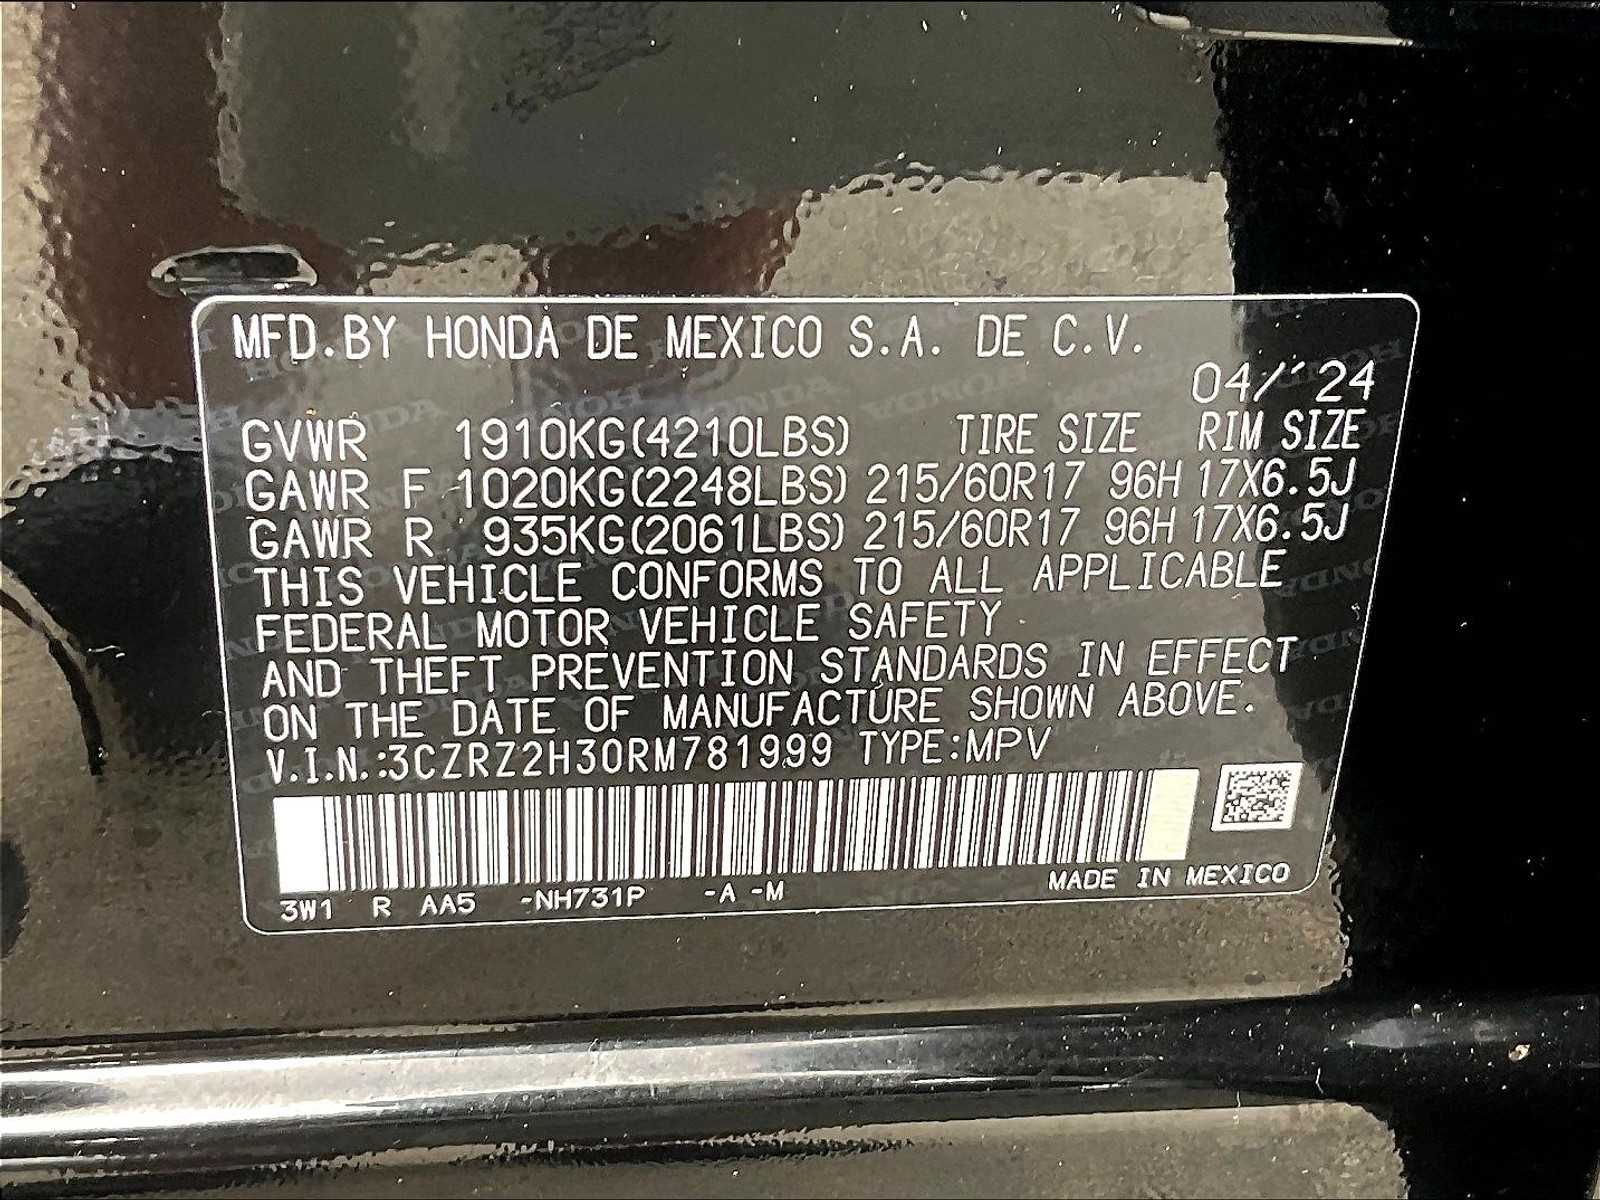 MFD.BY HONDA DE MEXICO S.A. DE C.V.
04/'24
GVWR 1910KG(4210LBS) TIRE SIZE RIM SIZE
GAWR F 1020KG(2248LBS) 215/60R17 96H 17X6.5J
GAWR R 935KG(2061LBS) 215/60R17 96H 17X6.5J
THIS VEHICLE CONFORMS TO ALL APPLICABLE
FEDERAL MOTOR VEHICLE SAFETY
AND THEFT PREVENTION STANDARDS IN EFFECT
ON THE DATE OF MANUFACTURE SHOWN ABOVE.
V.I.N.:3CZRZ2H30RM781999 TYPE:MPV
3W1 R AA5 -NH731P -A -M MADE IN MEXICO